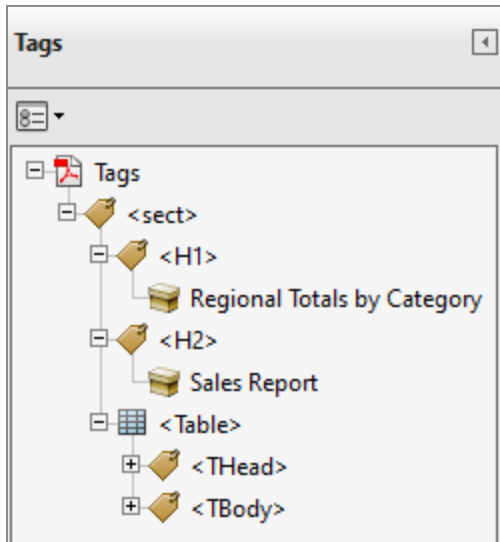 Tags
Tags
<sect>
<H1>
Regional Totals by Category
<H2>
Sales Report
<Table>
<THead>
<TBody>